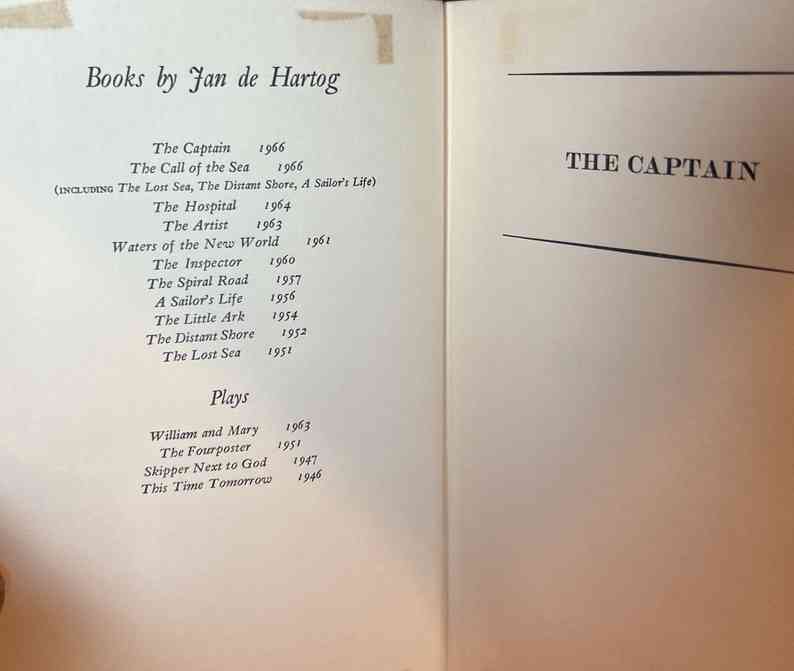 Books by Jan de Hartog
The Captain 1966
The Call of the Sea 1966
(INCLUDING The Lost Sea, The Distant Shore, A Sailor's Life)
The Hospital 1964
The Artist 1963
Waters of the New World 1961
The Inspector 1960
The Spiral Road 1957
A Sailor's Life 1956
The Little Ark 1954
The Distant Shore 1952
The Lost Sea 1951
Plays
William and Mary 1963
The Fourposter 1951
Skipper Next to God 1947
This Time Tomorrow 1946
THE CAPTAIN